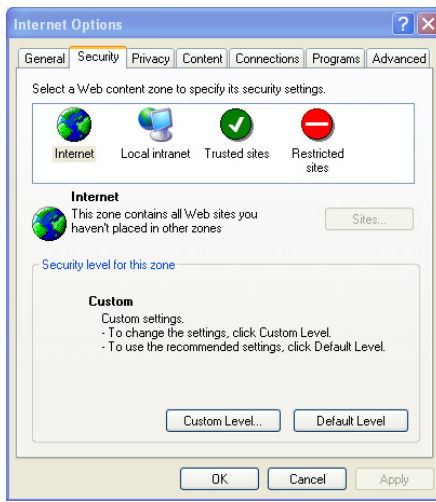 Internet Options
General Security Privacy Content Connections Programs Advanced
Select a Web content zone to specify its security settings.
Internet Local intranet Trusted sites Restricted
sites
Internet
This zone contains all Web sites you
haven't placed in other zones
Sites...
Security level for this zone
Custom
Custom settings.
- To change the settings, click Custom Level.
- To use the recommended settings, click Default Level.
Custom Level... Default Level
OK Cancel Apply